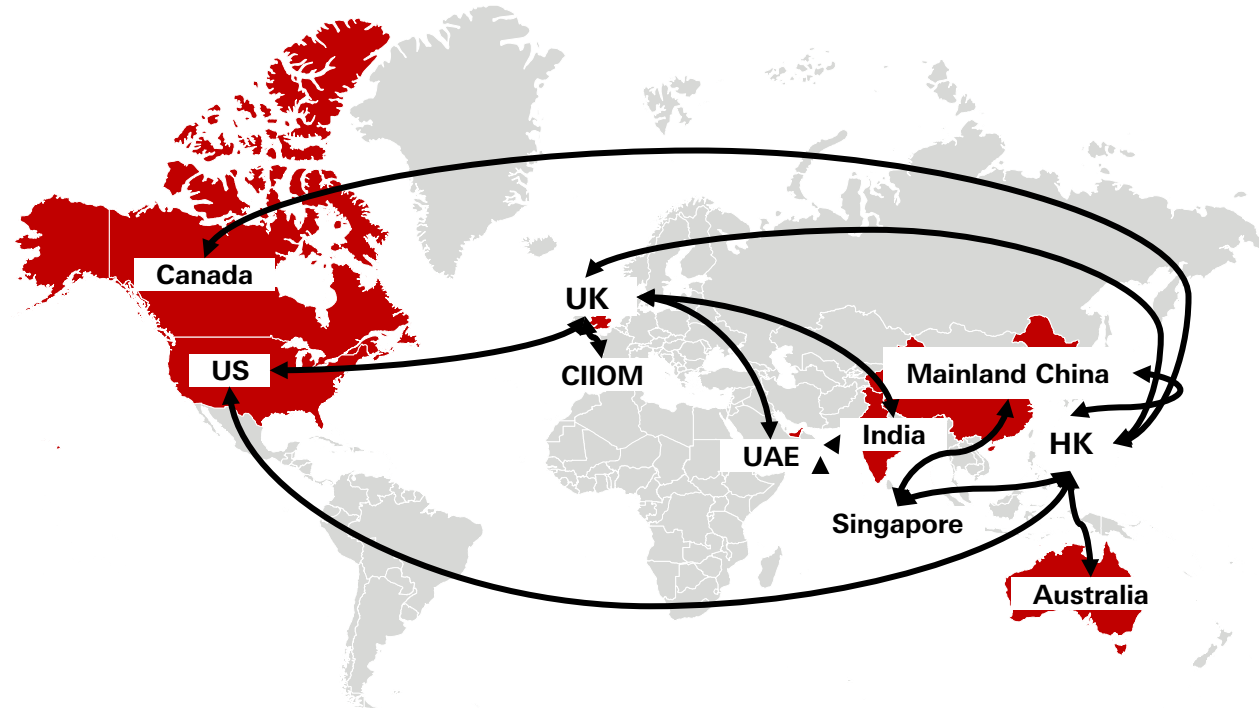 Canada
UK
US
CIIOM
Mainland China
India
UAE
HK
Singapore
Australia